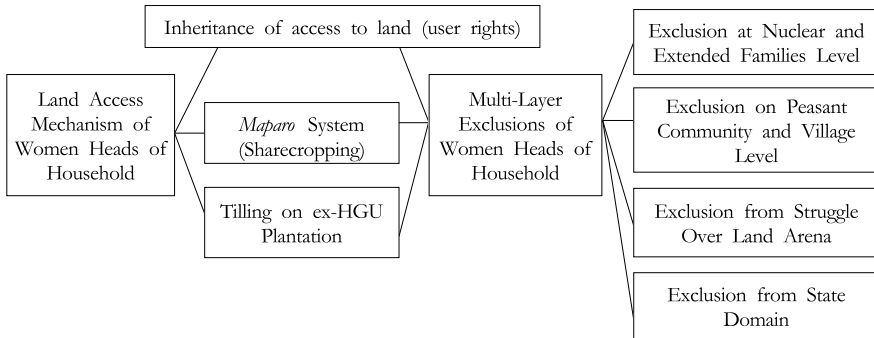 Inheritance of access to land (user rights)
Land Access
Mechanism of
Women Heads of
Household
Maparo System
(Sharecropping)
Tilling on ex-HGU
Plantation
Multi-Layer
Exclusions of
Women Heads of
Household
Exclusion at Nuclear and
Extended Families Level
Exclusion on Peasant
Community and Village
Level
Exclusion from Struggle
Over Land Arena
Exclusion from State
Domain